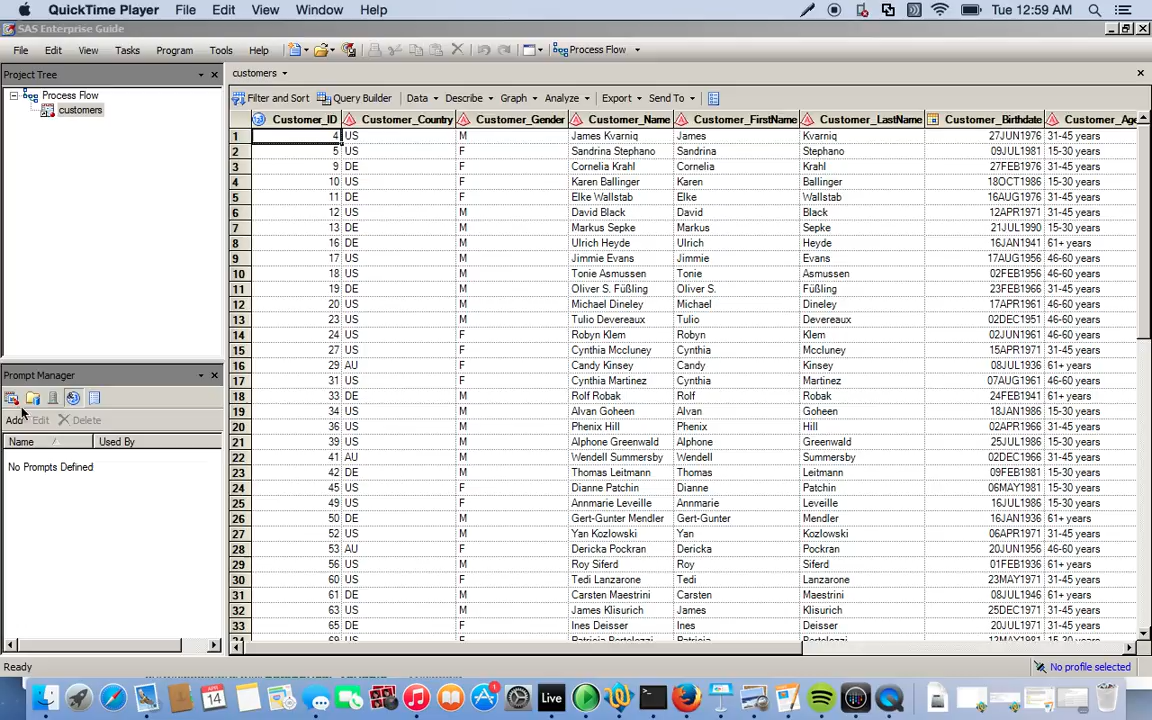 QuickTime Player File Edit View Window Help Tue 12:59 AM
SAS Enterprise Guide
File Edit View Tasks Program Tools Help Process Flow
Project Tree
Process Flow
customers
customers
Filter and Sort Query Builder Data Describe Graph Analyze Export Send To
Customer_ID Customer_Country Customer_Gender Customer_Name Customer_FirstName Customer_LastName Customer_Birthdate Customer_Ag
1 4 US M James Kvarniq James Kvarniq 27JUN1976 31-45 years
2 5 US F Sandrina Stephano Sandrina Stephano 09JUL1981 15-30 years
3 9 DE F Cornelia Krahl Cornelia Krahl 27FEB1976 31-45 years
4 10 US F Karen Ballinger Karen Ballinger 18OCT1986 15-30 years
5 11 DE F Elke Wallstab Elke Wallstab 16AUG1976 31-45 years
6 12 US M David Black David Black 12APR1971 31-45 years
7 13 DE M Markus Sepke Markus Sepke 21JUL1990 15-30 years
8 16 DE M Ulrich Heyde Ulrich Heyde 16JAN1941 61+ years
9 17 US M Jimmie Evans Jimmie Evans 17AUG1956 46-60 years
10 18 US M Tonie Asmussen Tonie Asmussen 02FEB1956 46-60 years
11 19 DE M Oliver S. Füßling Oliver S. Füßling 23FEB1966 31-45 years
12 20 US M Michael Dineley Michael Dineley 17APR1961 46-60 years
13 23 US M Tulio Devereaux Tulio Devereaux 02DEC1951 46-60 years
14 24 US F Robyn Klem Robyn Klem 02JUN1961 46-60 years
15 27 US F Cynthia Mccluney Cynthia Mccluney 15APR1971 31-45 years
16 29 AU F Candy Kinsey Candy Kinsey 08JUL1936 61+ years
17 31 US F Cynthia Martinez Cynthia Martinez 07AUG1961 46-60 years
18 33 DE M Rolf Robak Rolf Robak 24FEB1941 61+ years
19 34 US M Alvan Goheen Alvan Goheen 18JAN1986 15-30 years
20 36 US M Phenix Hill Phenix Hill 02APR1966 31-45 years
21 39 US M Alphone Greenwald Alphone Greenwald 25JUL1986 15-30 years
22 41 AU M Wendell Summersby Wendell Summersby 22DEC1966 31-45 years
23 42 DE M Thomas Leitmann Thomas Leitmann 09FEB1981 15-30 years
24 45 US F Dianne Patchin Dianne Patchin 06MAY1981 15-30 years
25 49 US F Annmarie Leveille Annmarie Leveille 16JUL1986 15-30 years
26 50 DE M Gert-Gunter Mendler Gert-Gunter Mendler 16JAN1936 61+ years
27 52 US M Yan Kozlowski Yan Kozlowski 06APR1971 31-45 years
28 53 AU F Dericka Pockran Dericka Pockran 20JUN1956 46-60 years
29 56 US M Roy Siferd Roy Siferd 01FEB1936 61+ years
30 60 US F Tedi Lanzarone Tedi Lanzarone 23MAY1971 31-45 years
31 61 DE M Carsten Maestrini Carsten Maestrini 08JUL1946 61+ years
32 63 US M James Klisurich James Klisurich 25DEC1971 31-45 years
33 65 DE F Ines Deisser Ines Deisser 20JUL1971 31-45 years
34 69 US F Patricia Bertolozzi Patricia Bertolozzi 12MAY1981 15-30 years
Prompt Manager
Add Edit Delete
Name Used By
No Prompts Defined
Ready No profile selected
14
Live
1